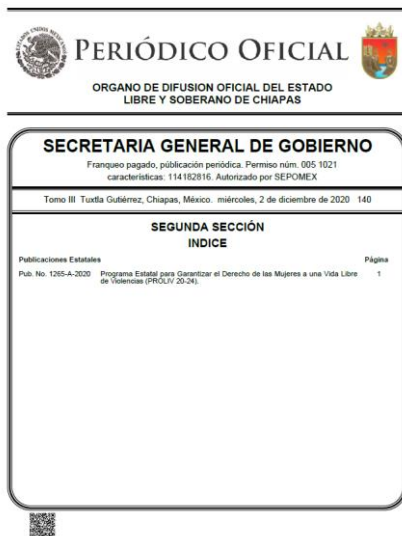 PERIÓDICO OFICIAL
ORGANO DE DIFUSION OFICIAL DEL ESTADO
LIBRE Y SOBERANO DE CHIAPAS
SECRETARIA GENERAL DE GOBIERNO
Franqueo pagado, públicación periódica. Permiso núm. 005 1021
características: 114182816. Autorizado por SEPOMEX
Tomo III Tuxtla Gutiérrez, Chiapas, México. miércoles, 2 de diciembre de 2020 140
SEGUNDA SECCIÓN
INDICE
Publicaciones Estatales Página
Pub. No. 1265-A-2020 Programa Estatal para Garantizar el Derecho de las Mujeres a una Vida Libre 1
de Violencias (PROLIV 20-24).